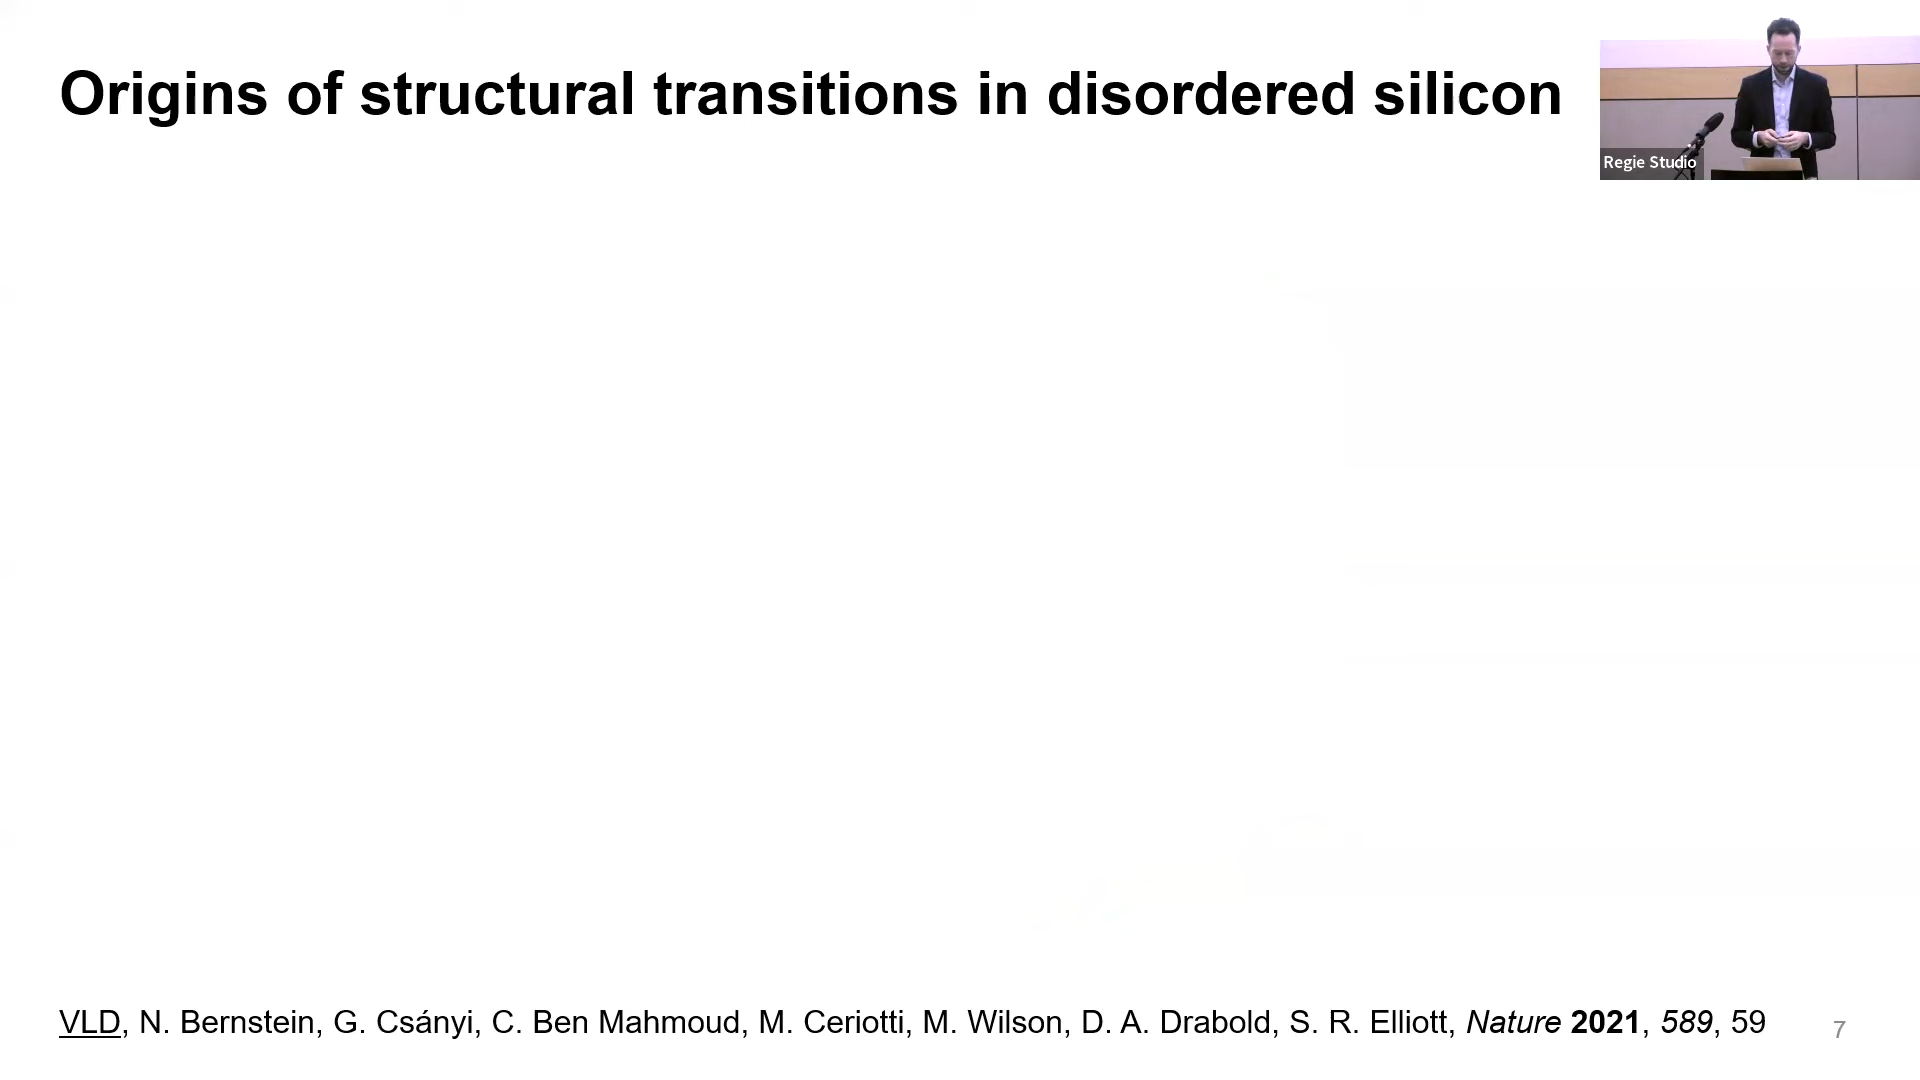 Origins of structural transitions in disordered silicon
Regie Studio
VLD, N. Bernstein, G. Csányi, C. Ben Mahmoud, M. Ceriotti, M. Wilson, D. A. Drabold, S. R. Elliott, Nature 2021, 589, 59
7